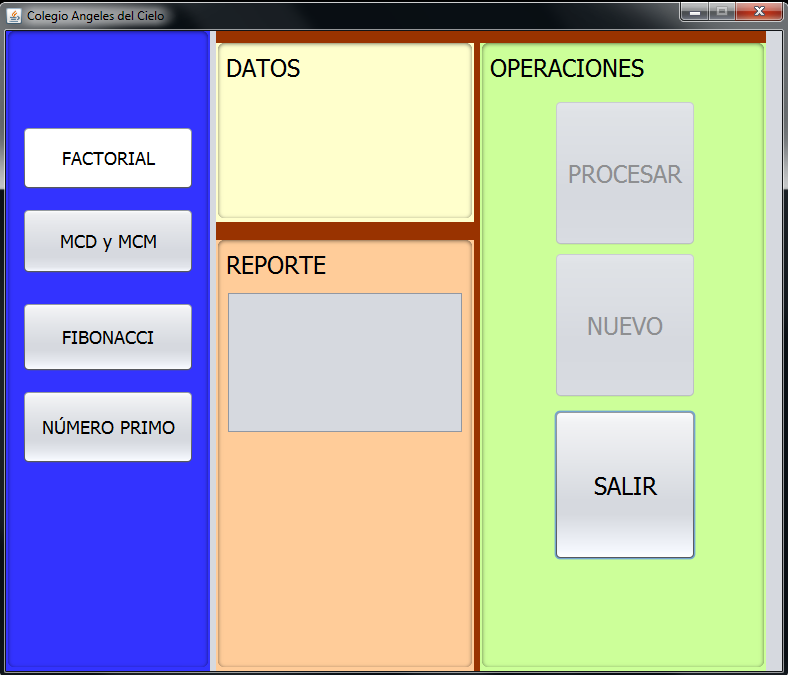 Colegio Angeles del Cielo
FACTORIAL
MCD y MCM
FIBONACCI
NÚMERO PRIMO
DATOS
REPORTE
OPERACIONES
PROCESAR
NUEVO
SALIR